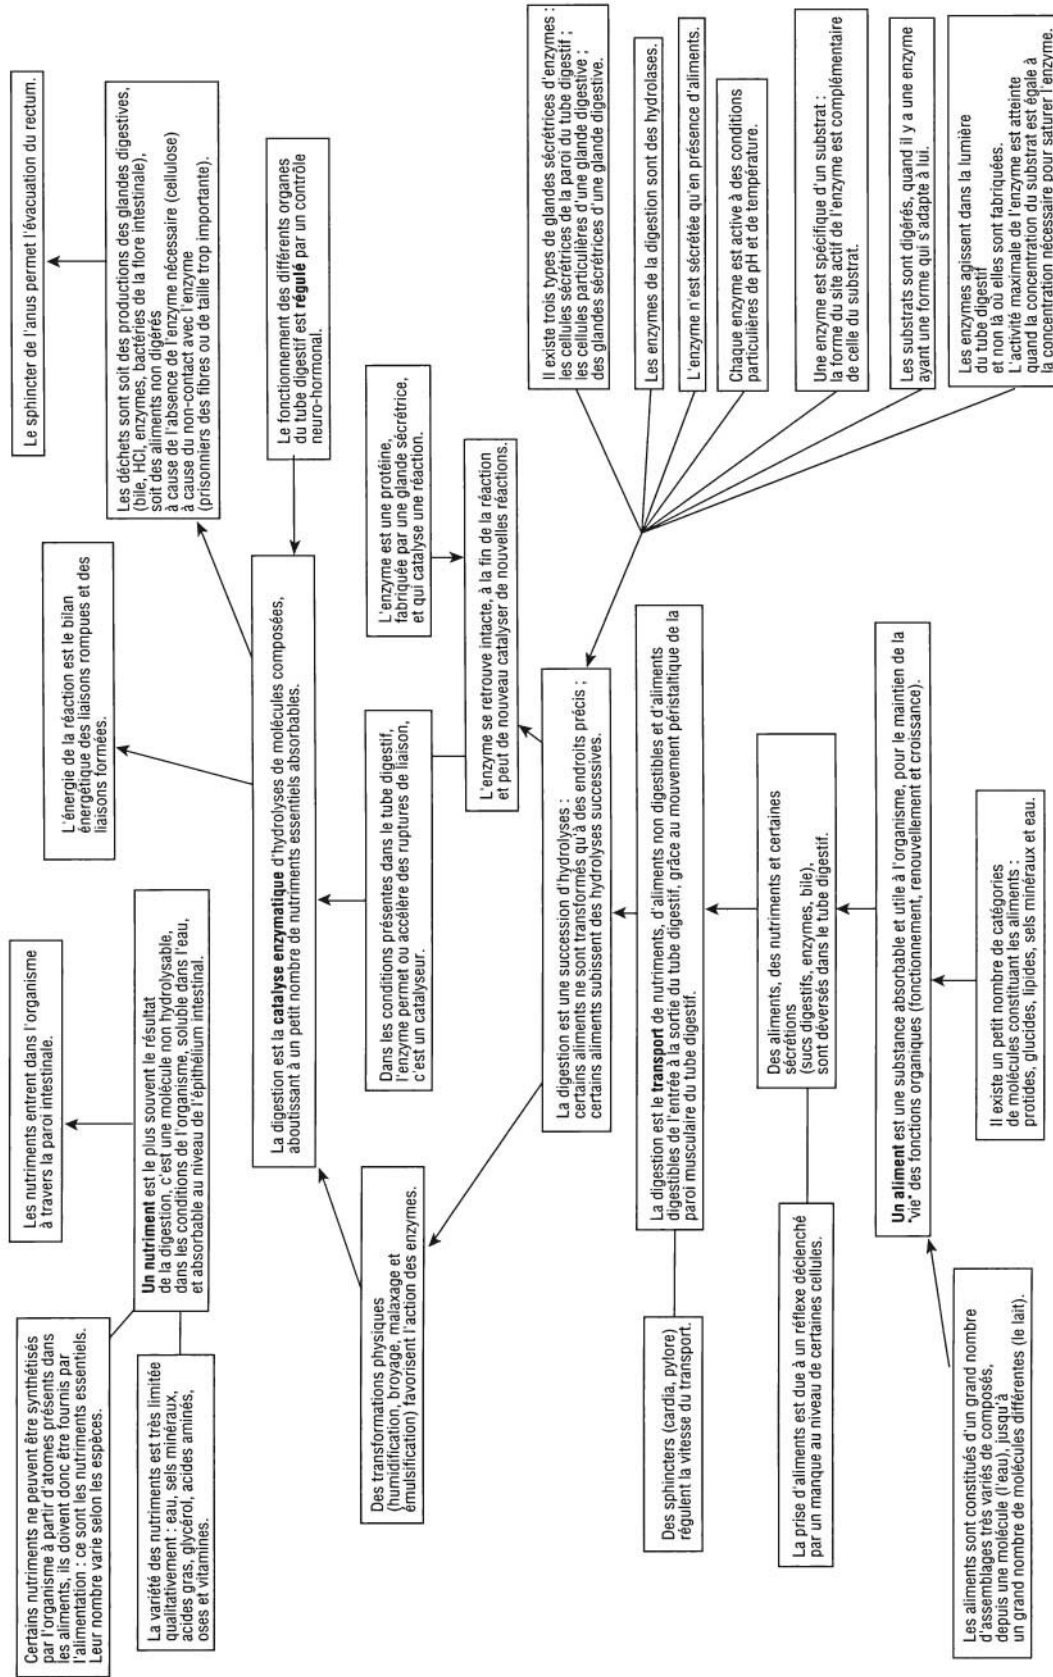 Le sphincter de l'anus permet l'évacuation du rectum.
Les déchets sont soit des productions des glandes digestives,
(bile, HCl, enzymes, bactéries de la flore intestinale),
soit des aliments non digérés
à cause de l'absence de l'enzyme nécessaire (cellulose)
à cause du non-contact avec l'enzyme
(prisonniers des fibres ou de taille trop importante).
L'énergie de la réaction est le bilan
énergétique des liaisons rompues et des
liaisons formées.
Les nutriments entrent dans l'organisme
à travers la paroi intestinale.
Un nutriment est le plus souvent le résultat
de la digestion, c'est une molécule non hydrolysable,
dans les conditions de l'organisme, soluble dans l'eau,
et absorbable au niveau de l'épithélium intestinal.
Certains nutriments ne peuvent être synthétisés
par l'organisme à partir d'atomes présents dans
les aliments, ils doivent donc être fournis par
l'alimentation : ce sont les nutriments essentiels.
Leur nombre varie selon les espèces.
La variété des nutriments est très limitée
qualitativement : eau, sels minéraux,
acides gras, glycérol, acides aminés,
oses et vitamines.
Le fonctionnement des différents organes
du tube digestif est régulé par un contrôle
neuro-hormonal.
La digestion est la catalyse enzymatique d'hydrolyses de molécules composées,
aboutissant à un petit nombre de nutriments essentiels absorbables.
L'enzyme est une protéine,
fabriquée par une glande sécrétrice,
et qui catalyse une réaction.
Dans les conditions présentes dans le tube digestif,
l'enzyme permet ou accélère des ruptures de liaison,
c'est un catalyseur.
Des transformations physiques
(humidification, broyage, malaxage et
émulsification) favorisent l'action des enzymes.
L'enzyme se retrouve intacte, à la fin de la réaction
et peut de nouveau catalyser de nouvelles réactions.
La digestion est une succession d'hydrolyses :
certains aliments ne sont transformés qu'à des endroits précis ;
certains aliments subissent des hydrolyses successives.
Il existe trois types de glandes sécrétrices d'enzymes :
les cellules sécrétrices de la paroi du tube digestif ;
les cellules particulières d'une glande digestive ;
des glandes sécrétrices d'une glande digestive.
Les enzymes de la digestion sont des hydrolases.
L'enzyme n'est sécrétée qu'en présence d'aliments.
Chaque enzyme est active à des conditions
particulières de pH et de température.
Une enzyme est spécifique d'un substrat :
la forme du site actif de l'enzyme est complémentaire
de celle du substrat.
Les substrats sont digérés, quand il y a une enzyme
ayant une forme qui s'adapte à lui.
Les enzymes agissent dans la lumière
du tube digestif
et non là où elles sont fabriquées.
L'activité maximale de l'enzyme est atteinte
quand la concentration du substrat est égale à
la concentration nécessaire pour saturer l'enzyme.
La digestion est le transport de nutriments, d'aliments non digestibles et d'aliments
digestibles de l'entrée à la sortie du tube digestif, grâce au mouvement péristaltique de la
paroi musculaire du tube digestif.
Des sphincters (cardia, pylore)
régulent la vitesse du transport.
Des aliments, des nutriments et certaines
sécrétions
(sucs digestifs, enzymes, bile),
sont déversés dans le tube digestif.
La prise d'aliments est due à un réflexe déclenché
par un manque au niveau de certaines cellules.
Un aliment est une substance absorbable et utile à l'organisme, pour le maintien de la
"vie" des fonctions organiques (fonctionnement, renouvellement et croissance).
Il existe un petit nombre de catégories
de molécules constituant les aliments :
protides, glucides, lipides, sels minéraux et eau.
Les aliments sont constitués d'un grand nombre
d'assemblages très variés de composés,
depuis une molécule (l'eau), jusqu'à
un grand nombre de molécules différentes (le lait).